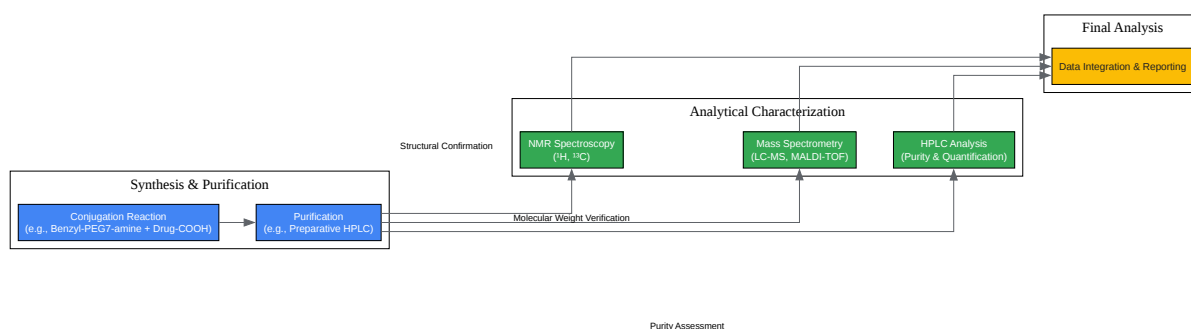 Final Analysis
Data Integration & Reporting
Analytical Characterization
NMR Spectroscopy
(¹H, ¹³C)
Mass Spectrometry
(LC-MS, MALDI-TOF)
HPLC Analysis
(Purity & Quantification)
Structural Confirmation
Synthesis & Purification
Conjugation Reaction
(e.g., Benzyl-PEG7-amine + Drug-COOH)
Purification
(e.g., Preparative HPLC)
Molecular Weight Verification
Purity Assessment